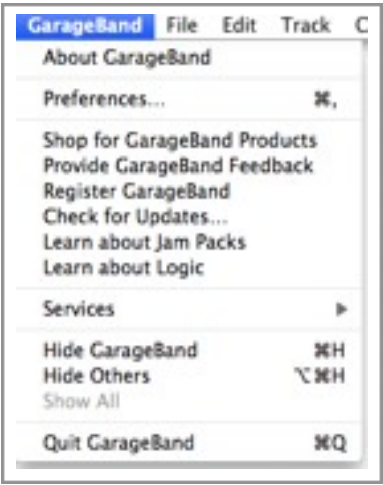 GarageBand File Edit Track C
About GarageBand
Preferences... ⌘,
Shop for GarageBand Products
Provide GarageBand Feedback
Register GarageBand
Check for Updates...
Learn about Jam Packs
Learn about Logic
Services ▶
Hide GarageBand ⌘H
Hide Others ⌥⌘H
Show All
Quit GarageBand ⌘Q